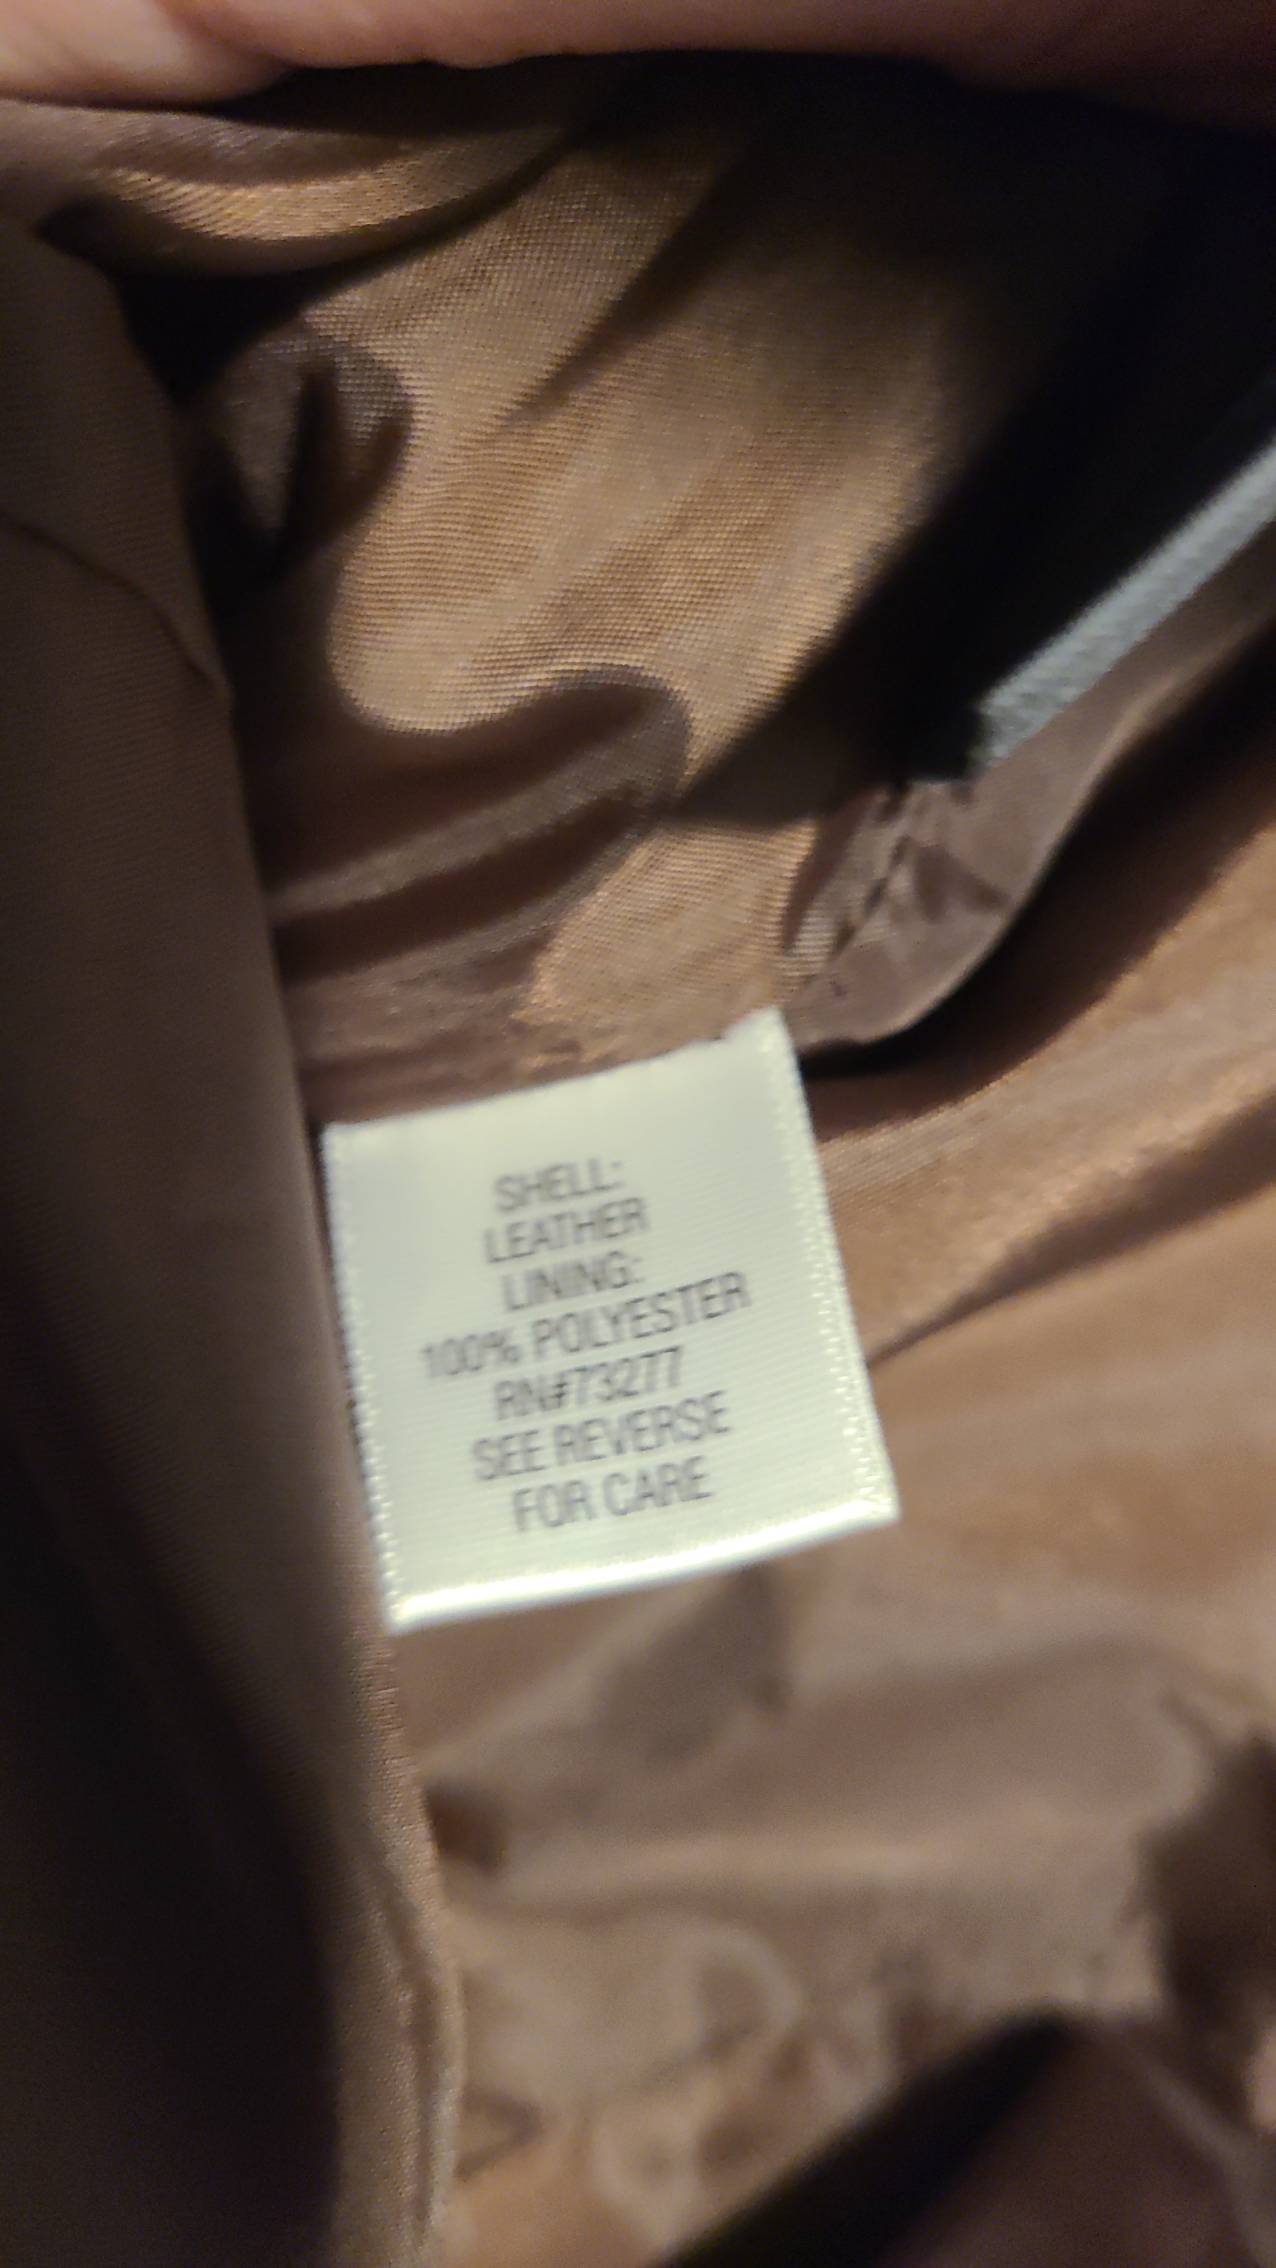 SHELL:
LEATHER
LINING:
100% POLYESTER
RN#73277
SEE REVERSE
FOR CARE